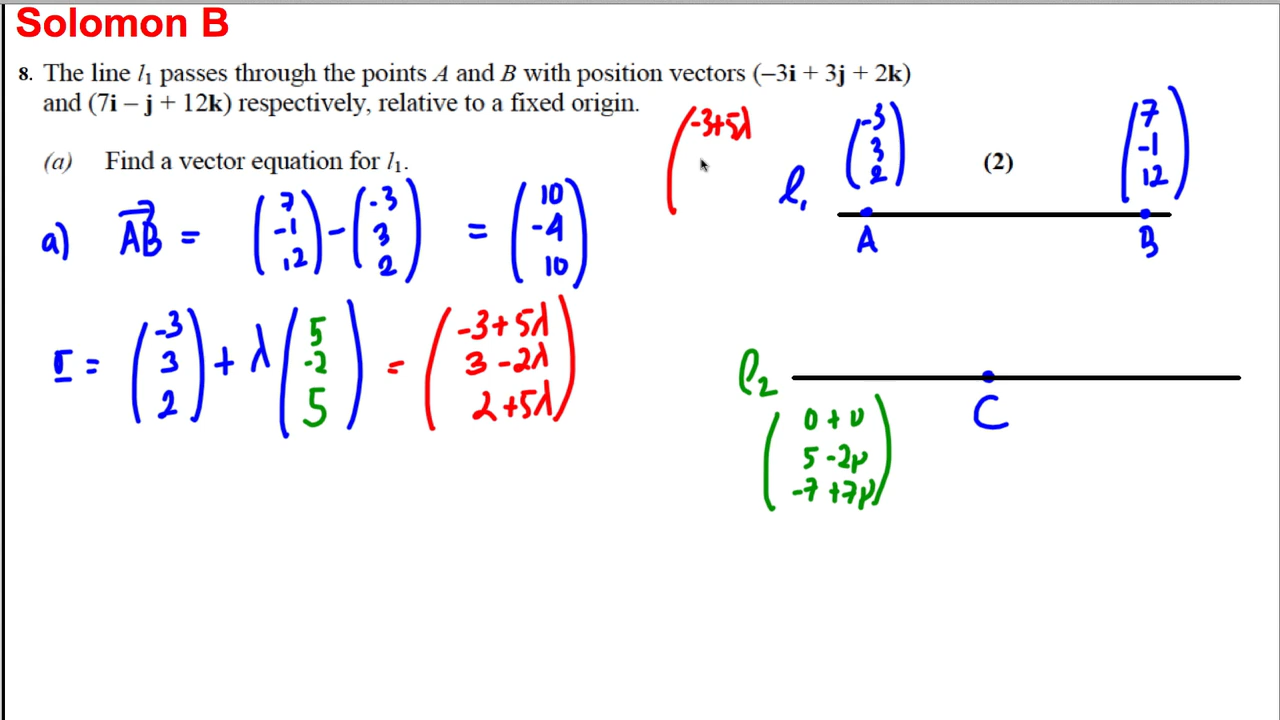 Solomon B
8. The line l₁ passes through the points A and B with position vectors (−3i + 3j + 2k)
and (7i − j + 12k) respectively, relative to a fixed origin.
(a) Find a vector equation for l₁.
(2)
a) AB = (7 -1 12) - (-3 3 2) = (10 -4 10)
r = (-3 3 2) + λ (5 -2 5) = (-3+5λ 3-2λ 2+5λ)
(-3+5λ
l₁
(-3 3 2)
(7 -1 12)
A
B
l₂
C
(0+μ 5-2μ -7+7μ)